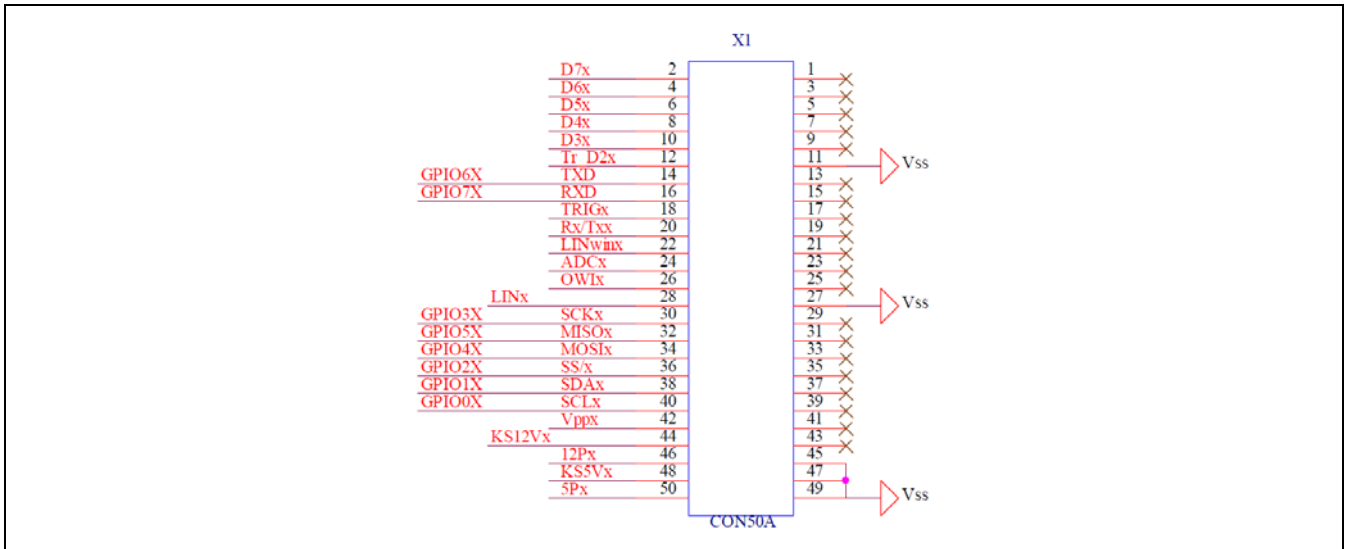 X1
D7x 2 1
D6x 4 3
D5x 6 5
D4x 8 7
D3x 10 9
Tr_D2x 12 11 Vss
GPIO6X TXD 14 13
GPIO7X RXD 16 15
TRIGx 18 17
Rx/Txx 20 19
LINwinx 22 21
ADCx 24 23
OWIx 26 25
LINx 28 27 Vss
GPIO3X SCKx 30 29
GPIO5X MISOx 32 31
GPIO4X MOSIx 34 33
GPIO2X SS/x 36 35
GPIO1X SDAx 38 37
GPIO0X SCLx 40 39
Vppx 42 41
KS12Vx 44 43
12Px 46 45
KS5Vx 48 47
5Px 50 49 Vss
CON50A